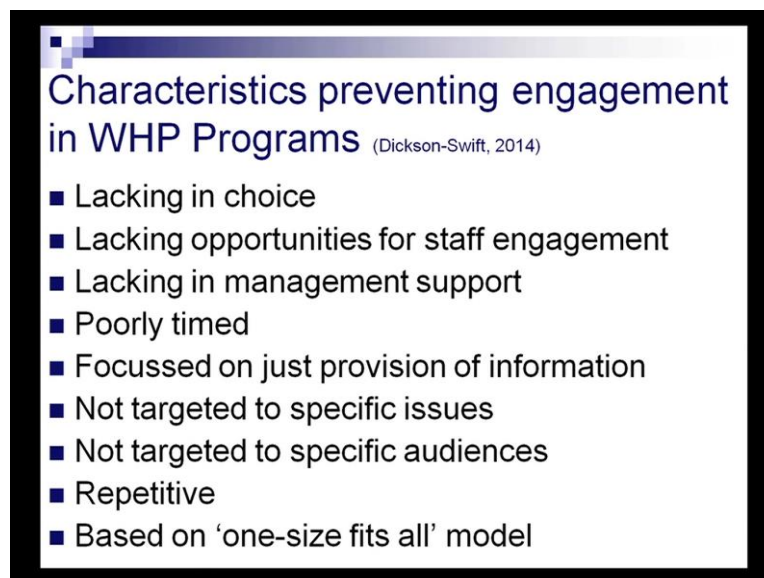 Characteristics preventing engagement
in WHP Programs (Dickson-Swift, 2014)
Lacking in choice
Lacking opportunities for staff engagement
Lacking in management support
Poorly timed
Focussed on just provision of information
Not targeted to specific issues
Not targeted to specific audiences
Repetitive
Based on ‘one-size fits all’ model